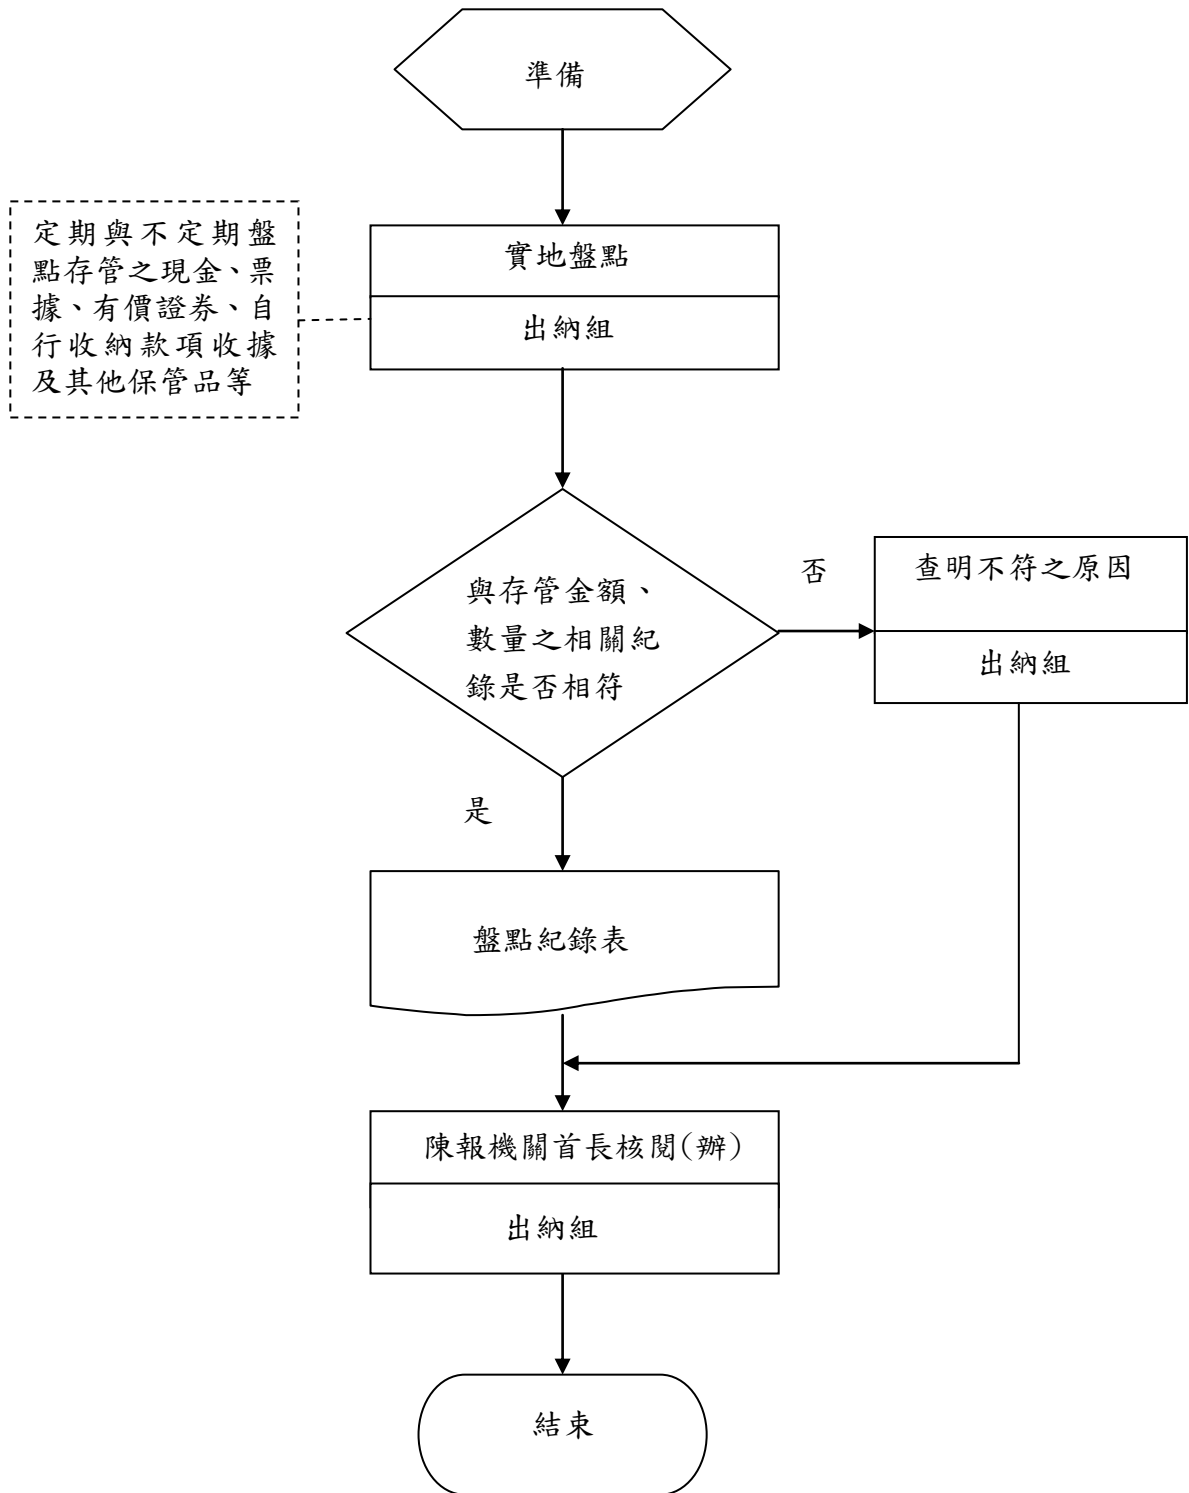 準備
定期與不定期盤
點存管之現金、票
據、有價證券、自
行收納款項收據
及其他保管品等
實地盤點
出納組
與存管金額、
數量之相關紀
錄是否相符
否
查明不符之原因
出納組
是
盤點紀錄表
陳報機關首長核閱(辦)
出納組
結束